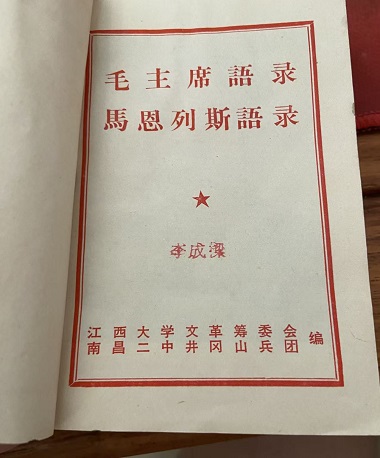 毛主席語录
馬恩列斯語录
李成梁
江西大学文革筹委会
南昌二中井冈山兵团
编